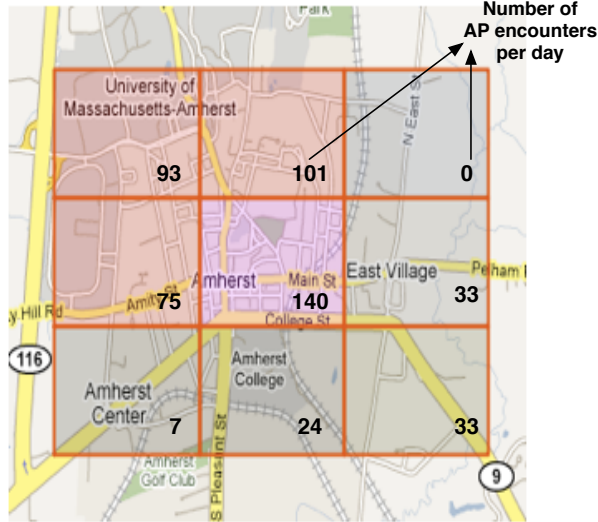 Number of
AP encounters
per day
Park
University of
Massachusetts-Amherst
N East St
93
101
0
Amherst
Main St
East Village
Pelham
Amity St
75
140
33
y Hill Rd
College St
116
Amherst
College
Amherst
Center
7
24
33
S Pleasant St
Amherst
Golf Club
9